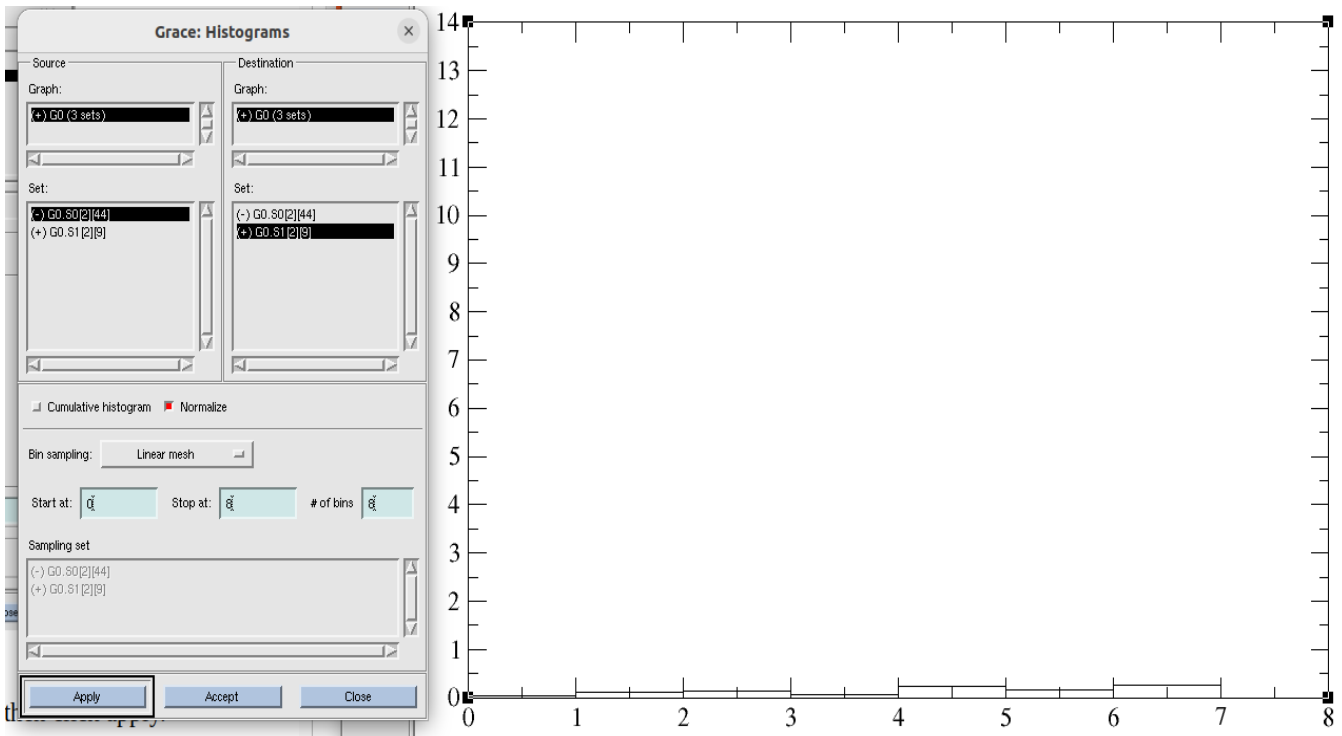 Grace: Histograms
Source
Destination
Graph:
Graph:
(+) G0 (3 sets)
(+) G0 (3 sets)
Set:
Set:
(-) G0.S0[2][44]
(+) G0.S1[2][9]
(-) G0.S0[2][44]
(+) G0.S1[2][9]
Cumulative histogram
Normalize
Bin sampling:
Linear mesh
Start at:
0
Stop at:
8
# of bins
8
Sampling set
(-) G0.S0[2][44]
(+) G0.S1[2][9]
Apply
Accept
Close
14
13
12
11
10
9
8
7
6
5
4
3
2
1
0
0 1 2 3 4 5 6 7 8